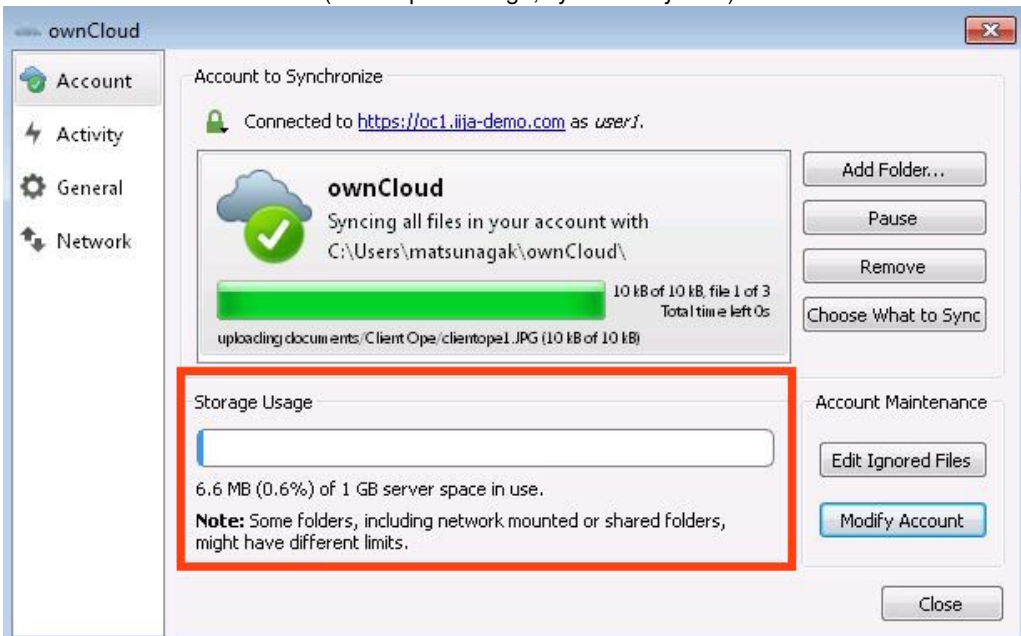 ownCloud
Account
Activity
General
Network
Account to Synchronize
Connected to https://oc1.iija-demo.com as user1.
ownCloud
Syncing all files in your account with
C:\Users\matsunagak\ownCloud\
10 kB of 10 kB, file 1 of 3
Total time left 0s
uploading documents/Client Ope/clientope1.JPG (10 kB of 10 kB)
Add Folder...
Pause
Remove
Choose What to Sync
Storage Usage
6.6 MB (0.6%) of 1 GB server space in use.
Note: Some folders, including network mounted or shared folders,
might have different limits.
Account Maintenance
Edit Ignored Files
Modify Account
Close